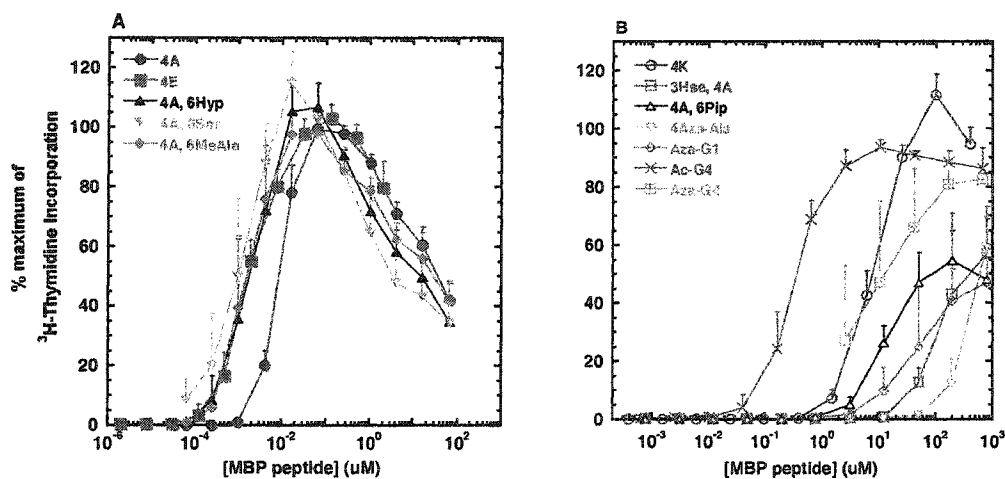 A
% maximum of
³H-Thymidine Incorporation
120
100
80
60
40
20
0
4A
4E
4A, 6Hyp
4A, 6MeAla
10⁻⁶
10⁻⁴
10⁻²
10⁰
10²
[MBP peptide] (uM)
B
120
100
80
60
40
20
0
4K
3Hse, 4A
4A, 6Pip
4Aza-Ala
Aza-G1
Ac-G4
Aza-G4
10⁻³
10⁻²
10⁻¹
10⁰
10¹
10²
10³
[MBP peptide] (uM)